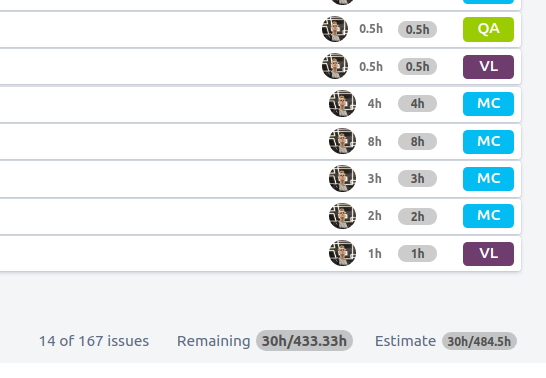 0.5h 0.5h QA
0.5h 0.5h VL
4h 4h MC
8h 8h MC
3h 3h MC
2h 2h MC
1h 1h VL
14 of 167 issues Remaining 30h/433.33h Estimate 30h/484.5h